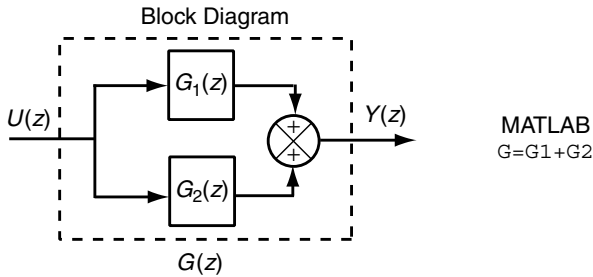 Block Diagram
G1(z)
U(z)
Y(z)
+
+
MATLAB
G=G1+G2
G2(z)
G(z)